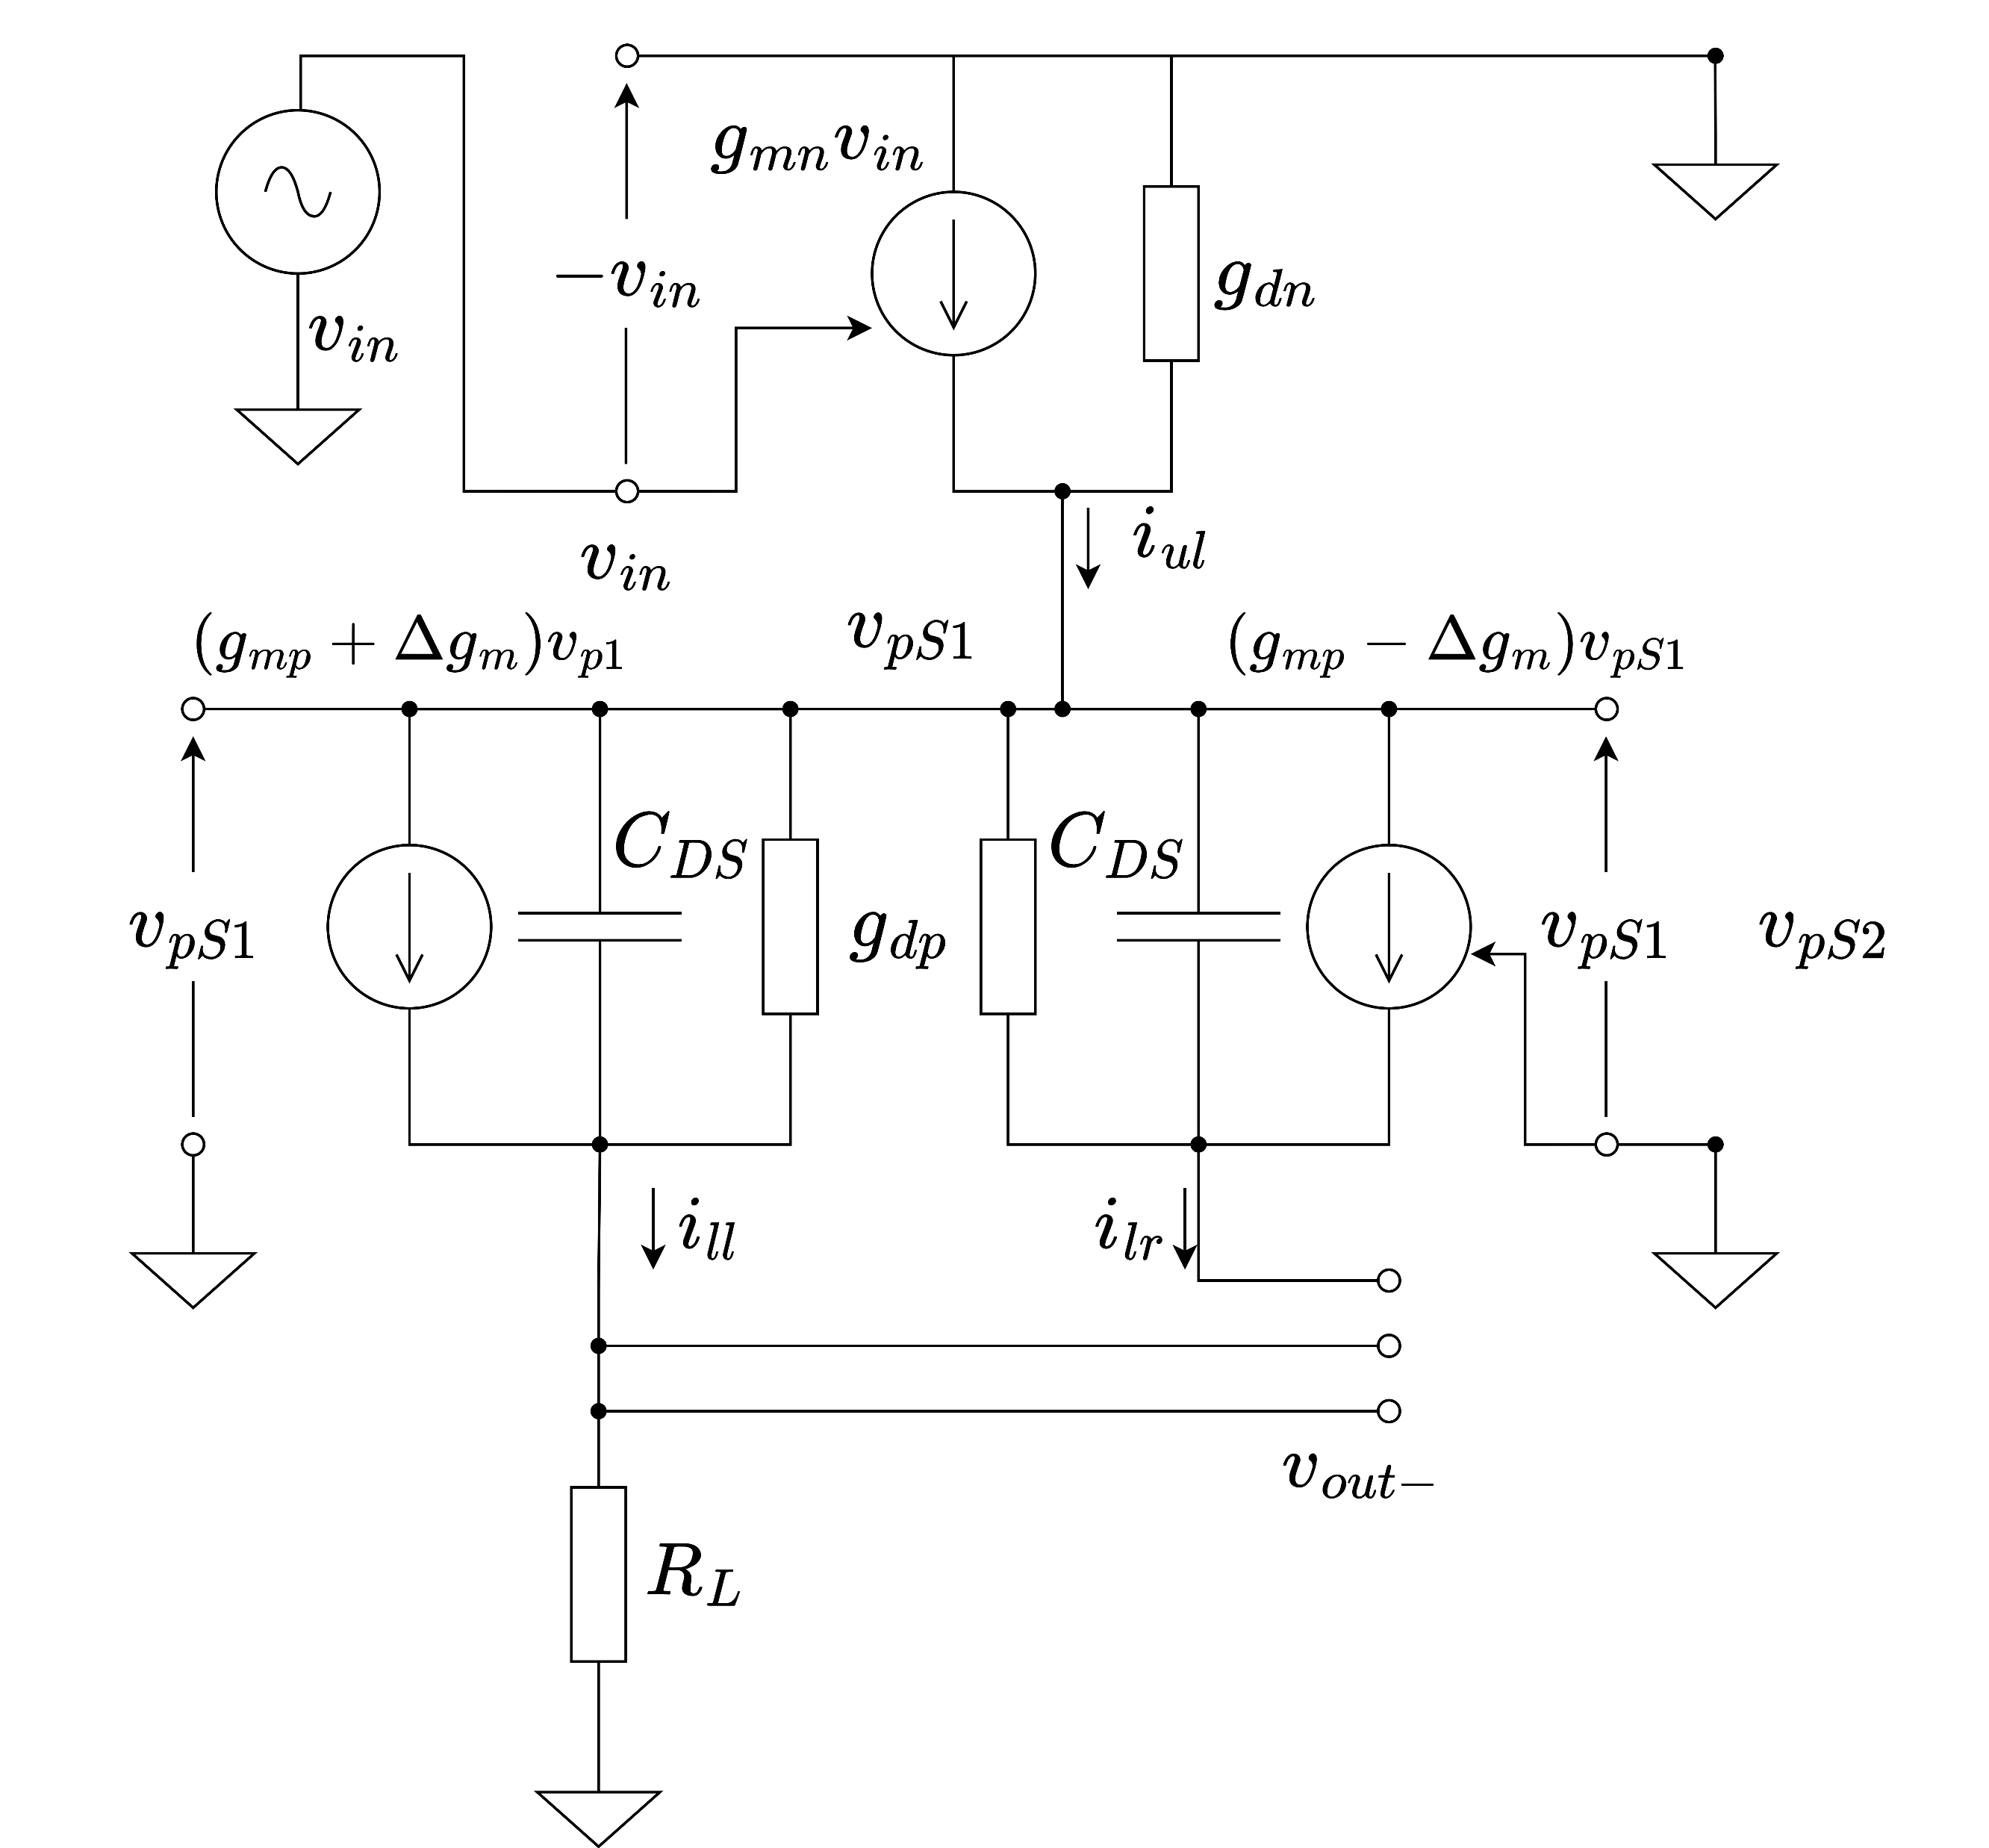 g_{mn}v_{in}
-v_{in}
g_{dn}
v_{in}
v_{in}
i_{ul}
(g_{mp} + Δg_m)v_{p1}
v_{pS1}
(g_{mp} − Δg_m)v_{pS1}
C_{DS}
C_{DS}
v_{pS1}
g_{dp}
v_{pS1}
v_{pS2}
i_{ll}
i_{lr}
v_{out−}
R_L